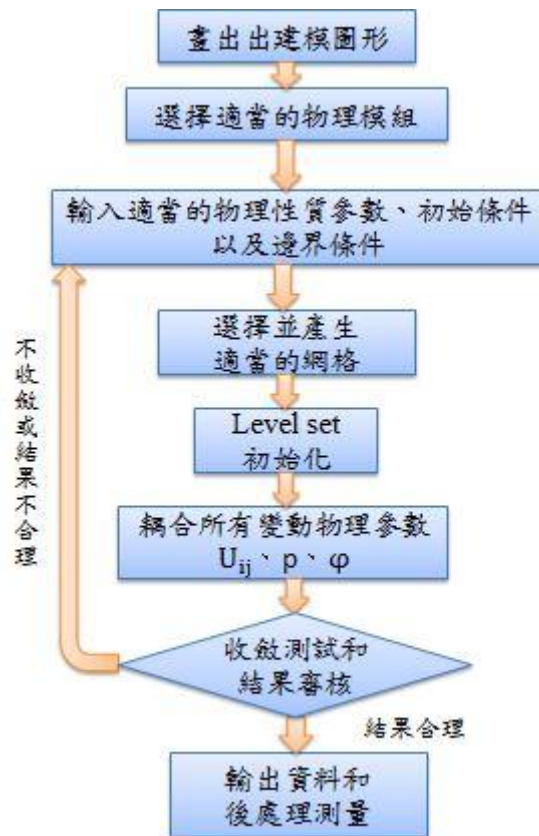 畫出出建模圖形
選擇適當的物理模組
輸入適當的物理性質參數、初始條件
以及邊界條件
選擇並產生
適當的網格
Level set
初始化
耦合所有變動物理參數
Uij、p、φ
收斂測試和
結果審核
不收斂或結果不合理
結果合理
輸出資料和
後處理測量